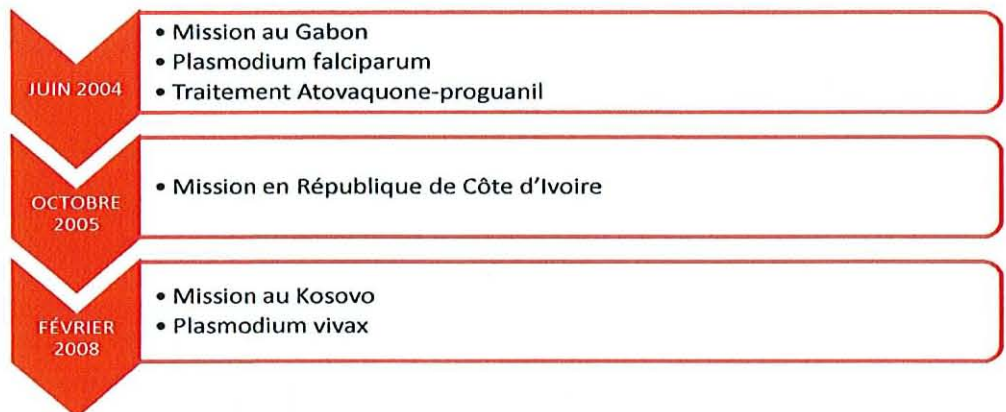 JUIN 2004
• Mission au Gabon
• Plasmodium falciparum
• Traitement Atovaquone-proguanil
OCTOBRE
2005
• Mission en République de Côte d'Ivoire
FÉVRIER
2008
• Mission au Kosovo
• Plasmodium vivax